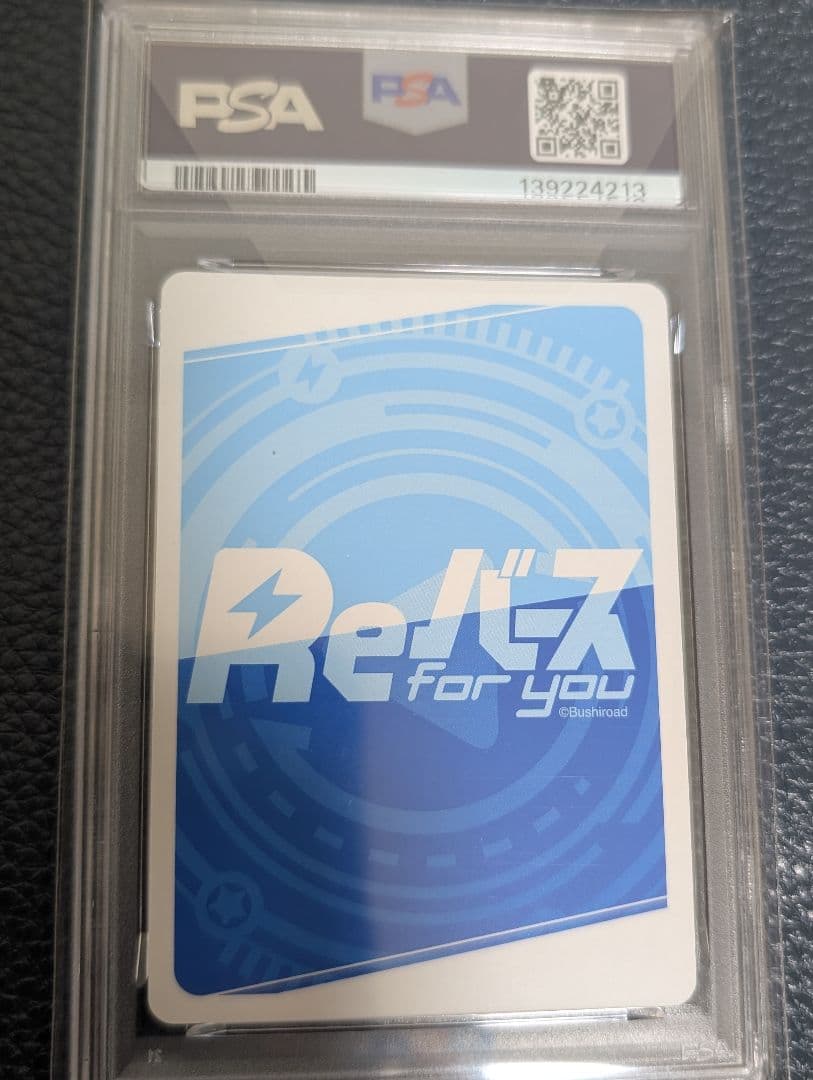 PSA PSA
139224213
Reバース
for you
©Bushiroad